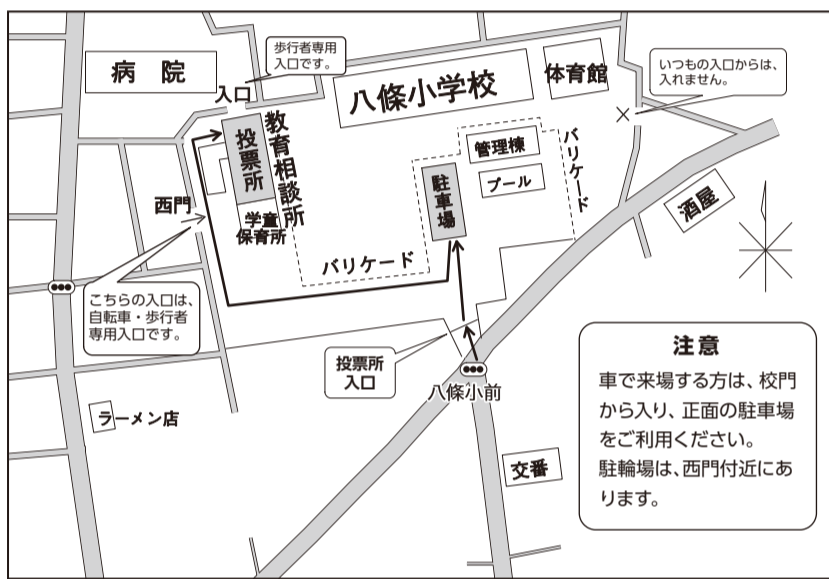 病　院
歩行者専用
入口です。
入口
八條小学校
体育館
いつもの入口からは、
入れません。
投票所
教育相談所
管理棟
プール
バリケード
駐車場
酒屋
西門
学童
保育所
バリケード
こちらの入口は、
自転車・歩行者
専用入口です。
投票所
入口
八條小前
ラーメン店
交番
注意
車で来場する方は、校門
から入り、正面の駐車場
をご利用ください。
駐輪場は、西門付近にあ
ります。